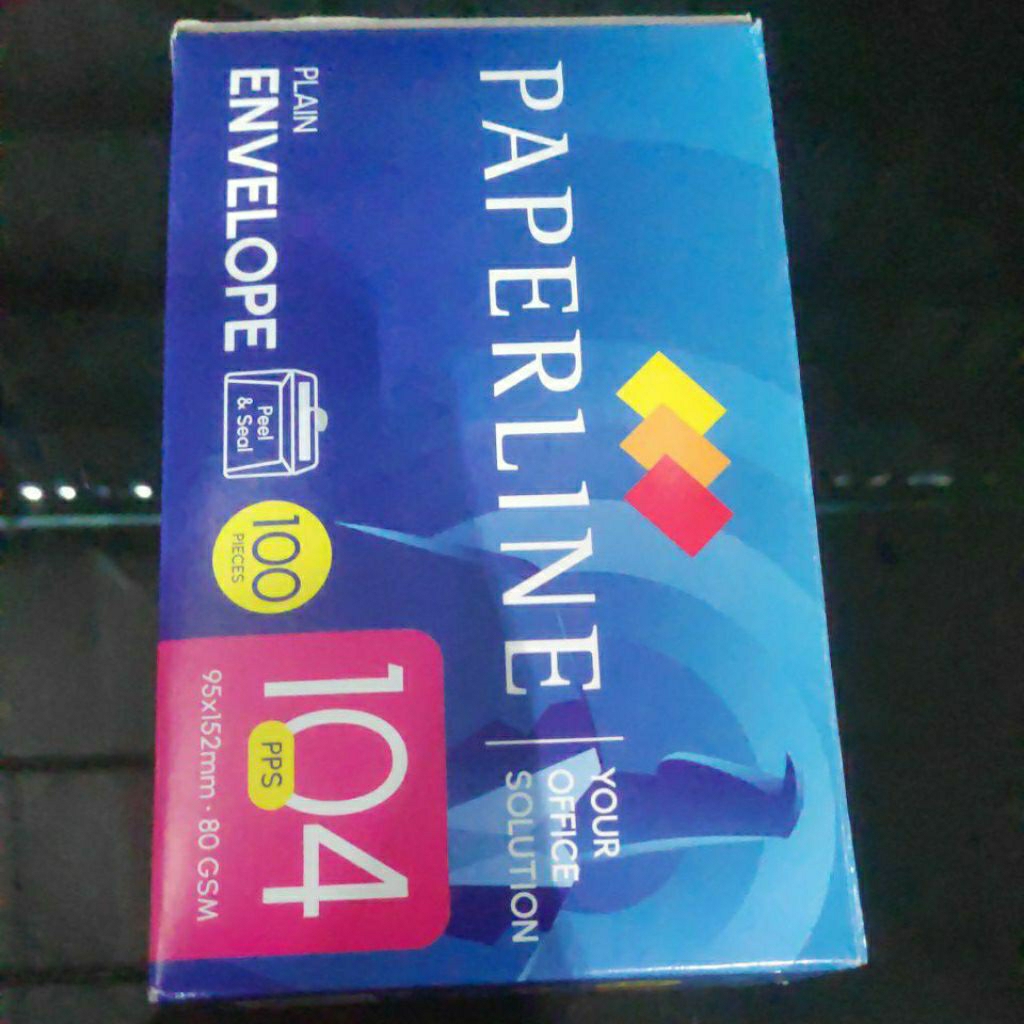 PAPERLINE
YOUR
OFFICE
SOLUTION
PLAIN
ENVELOPE
Peel
& Seal
100
PIECES
104
PPS
95x152mm · 80 GSM